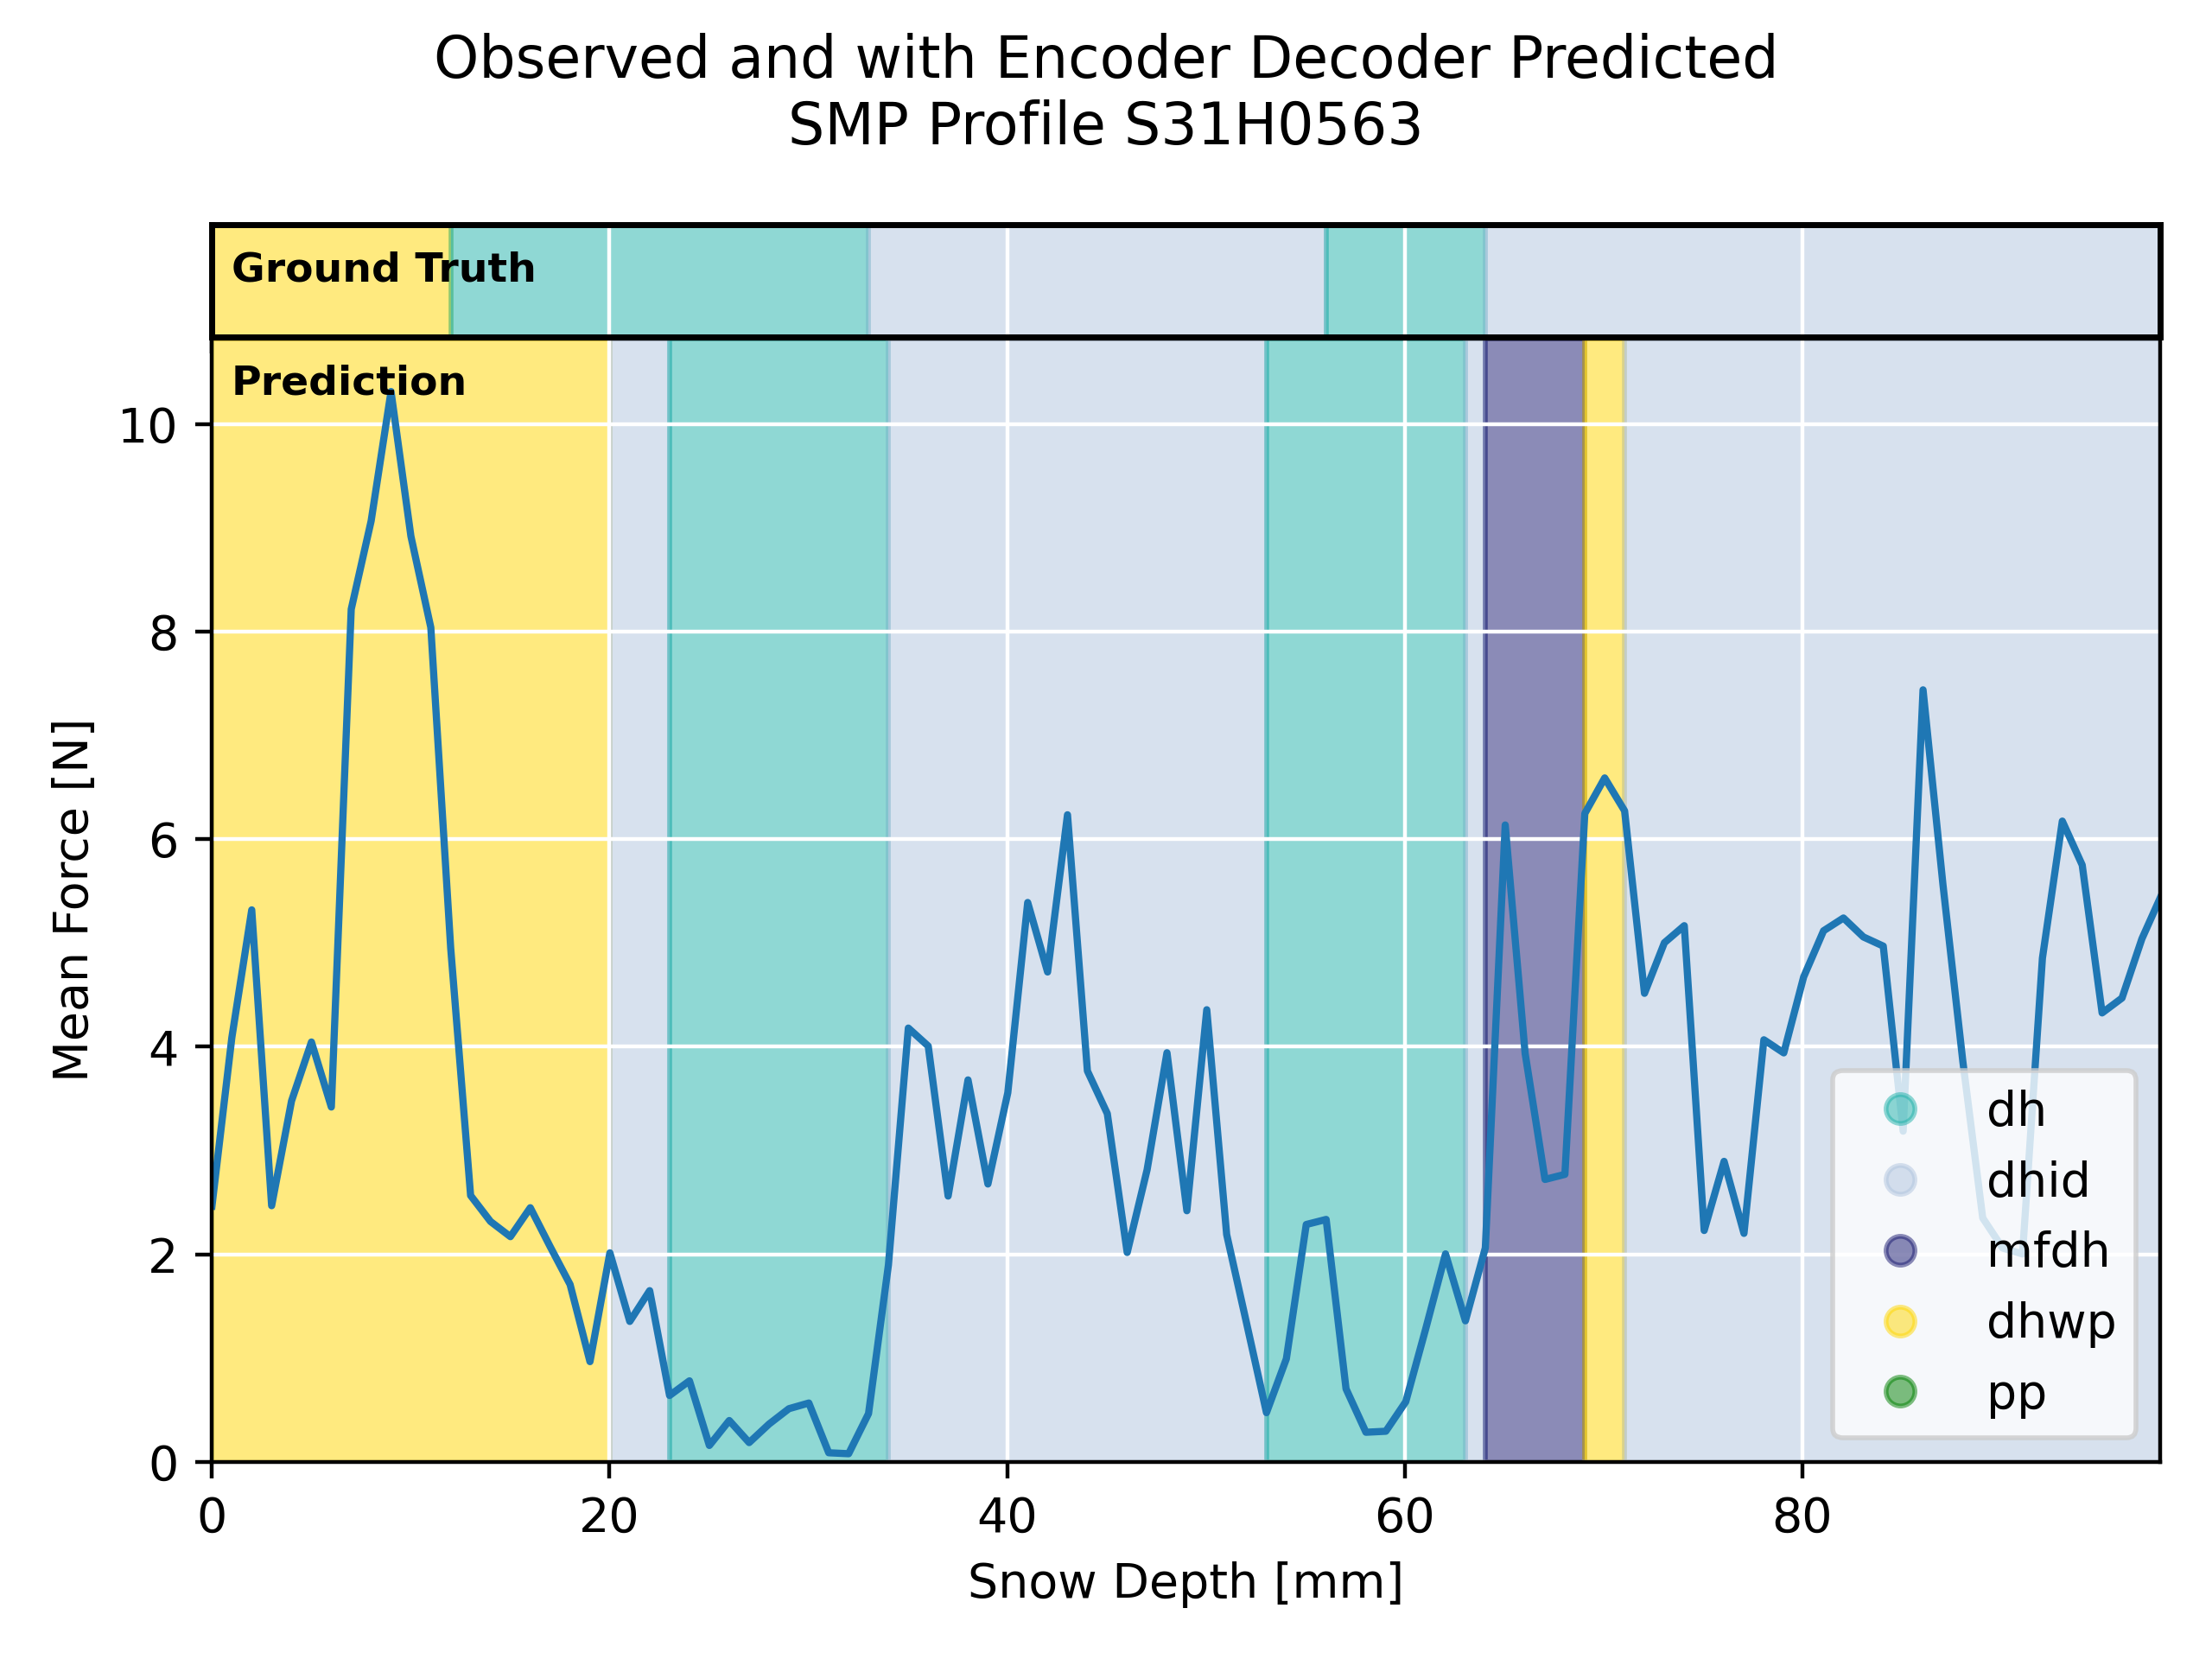 Observed and with Encoder Decoder Predicted
SMP Profile S31H0563
Ground Truth
Prediction
10
8
6
4
2
0
Mean Force [N]
dh
dhid
mfdh
dhwp
pp
0 20 40 60 80
Snow Depth [mm]